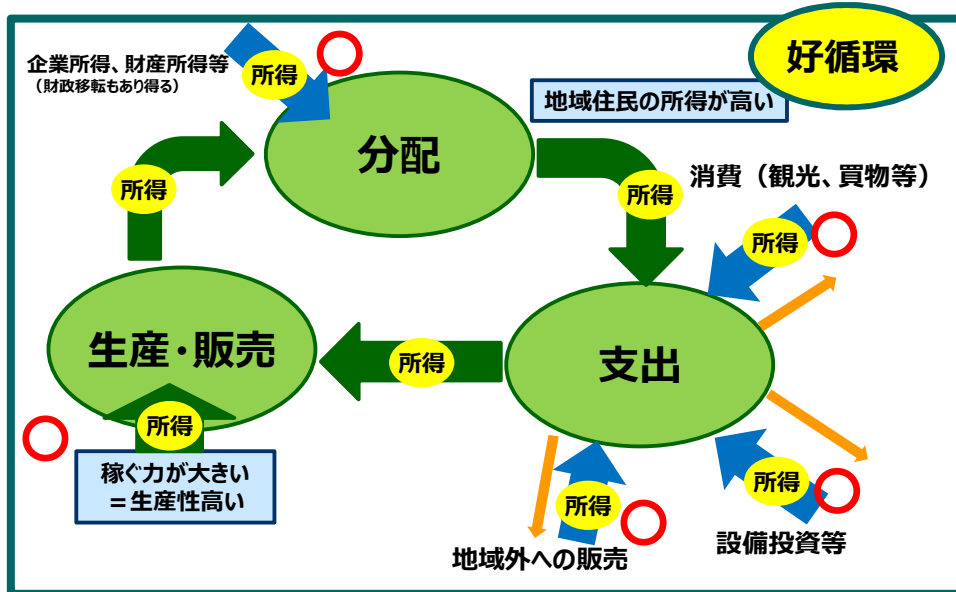 好循環
企業所得、財産所得等
（財政移転もあり得る）
所得
分配
地域住民の所得が高い
所得
所得
消費（観光、買物等）
所得
生産・販売
所得
支出
所得
稼ぐ力が大きい
＝生産性高い
所得
地域外への販売
所得
設備投資等